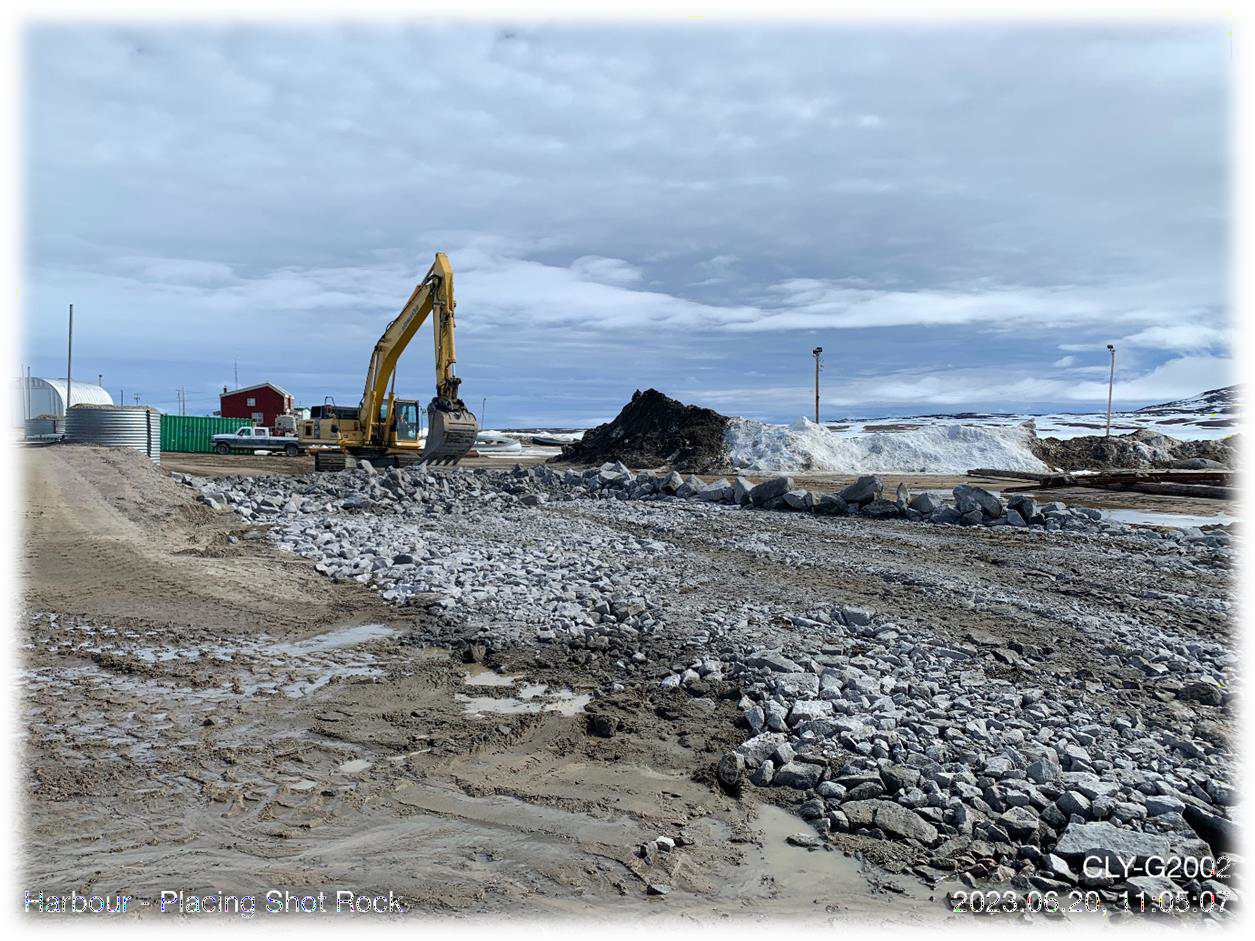 CLY-G2002
Harbour - Placing Shot Rock
2023.06.20, 11:05:07